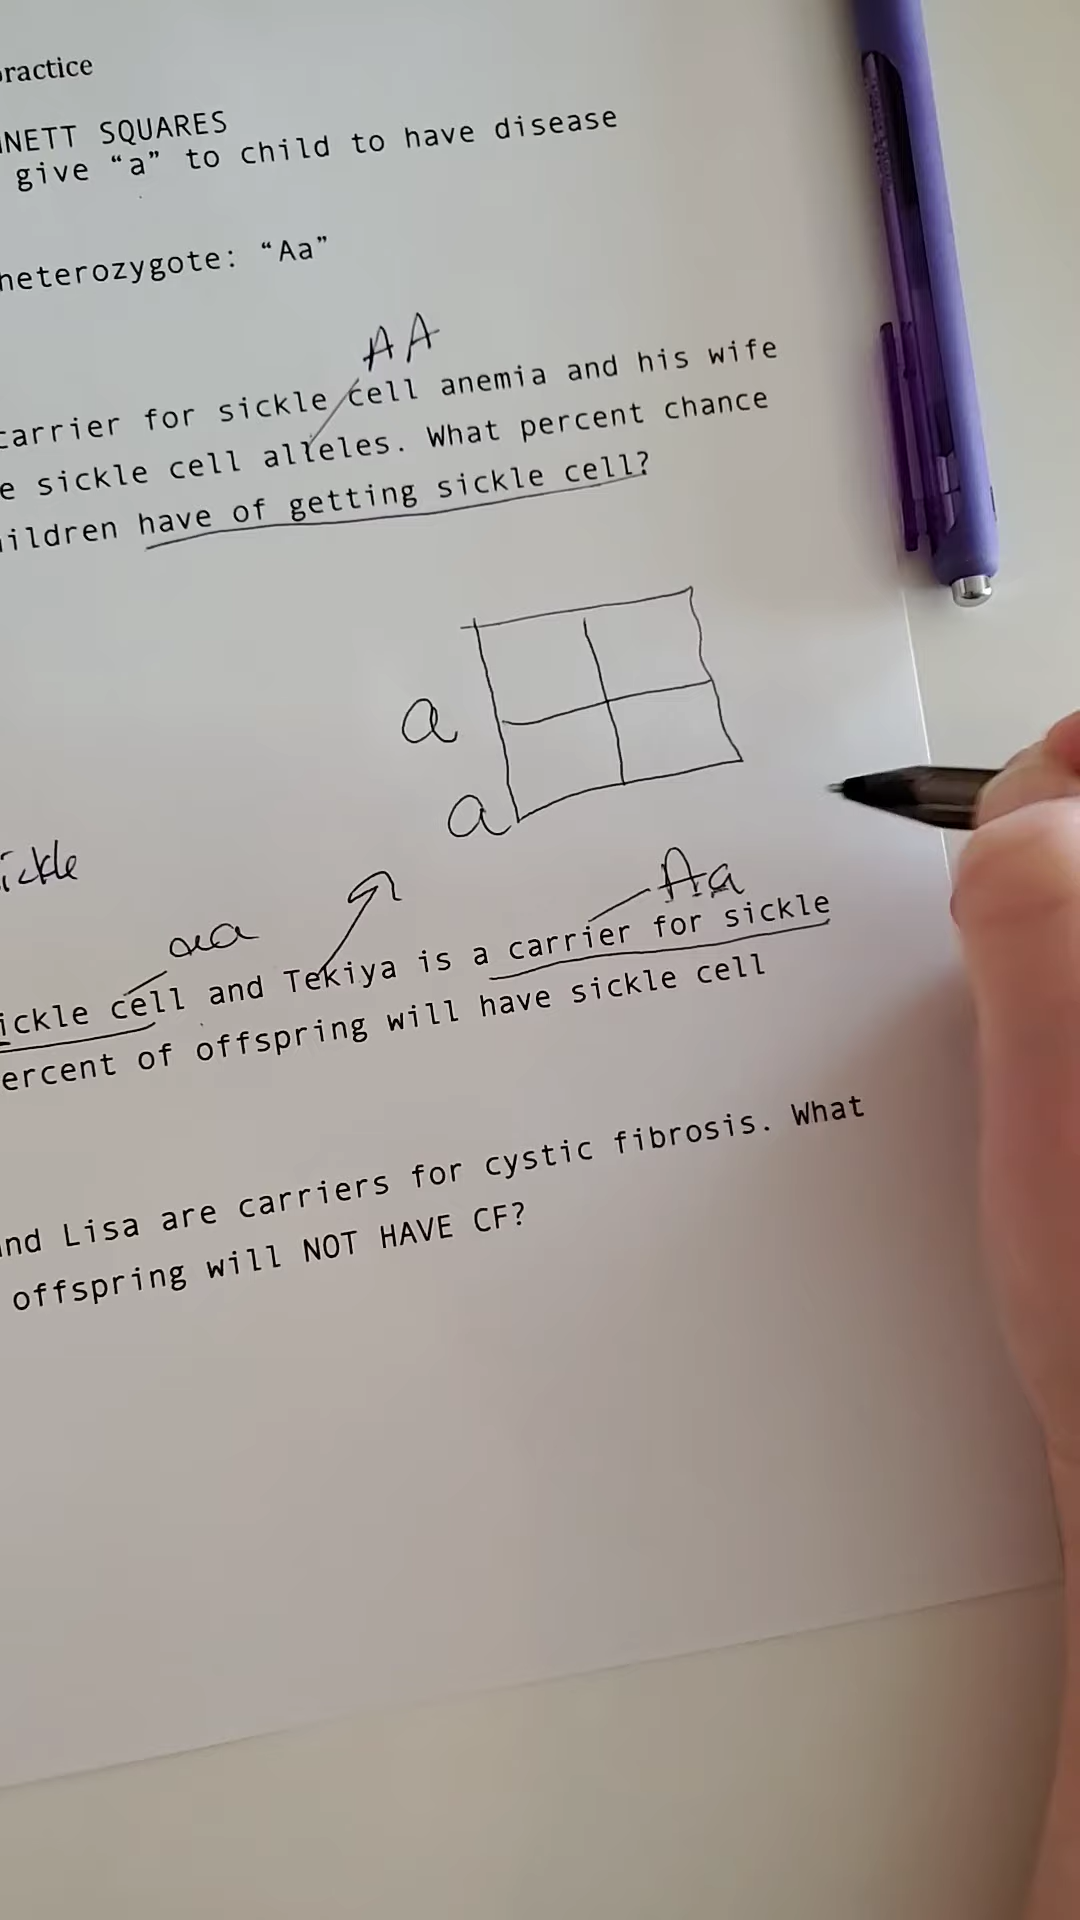 ractice
NETT SQUARES
give “a” to child to have disease
heterozygote: “Aa”
AA
carrier for sickle cell anemia and his wife
e sickle cell alleles. What percent chance
ildren have of getting sickle cell?
a
a
ickle
aa
Aa
ickle cell and Tekiya is a carrier for sickle
ercent of offspring will have sickle cell
nd Lisa are carriers for cystic fibrosis. What
offspring will NOT HAVE CF?